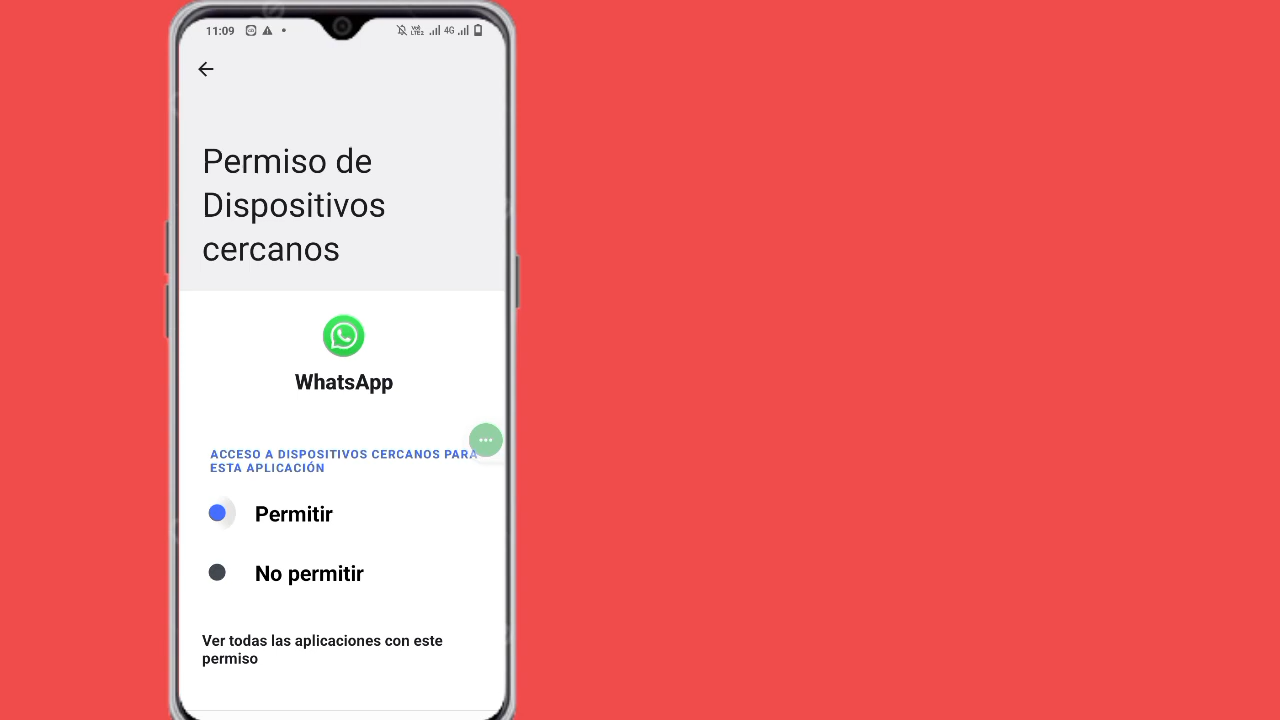 11:09
4G
Permiso de
Dispositivos
cercanos
WhatsApp
ACCESO A DISPOSITIVOS CERCANOS PARA
ESTA APLICACIÓN
Permitir
No permitir
Ver todas las aplicaciones con este
permiso